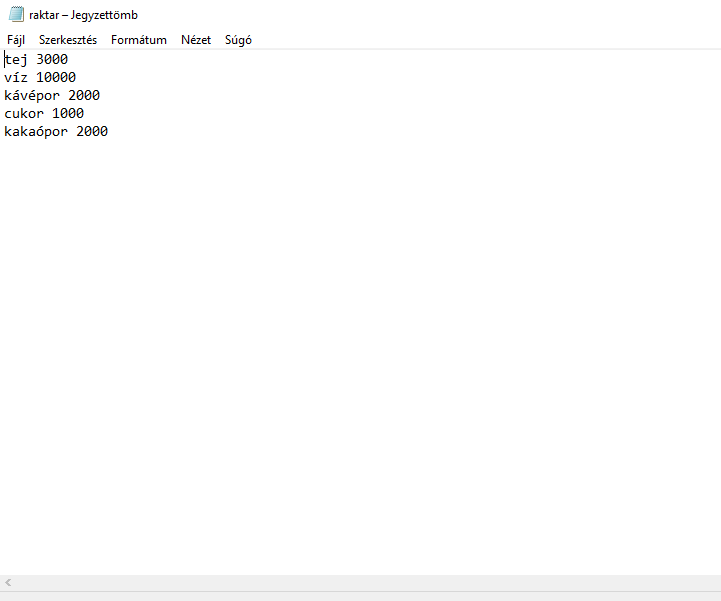 raktar – Jegyzettömb
Fájl Szerkesztés Formátum Nézet Súgó
tej 3000
víz 10000
kávépor 2000
cukor 1000
kakaópor 2000